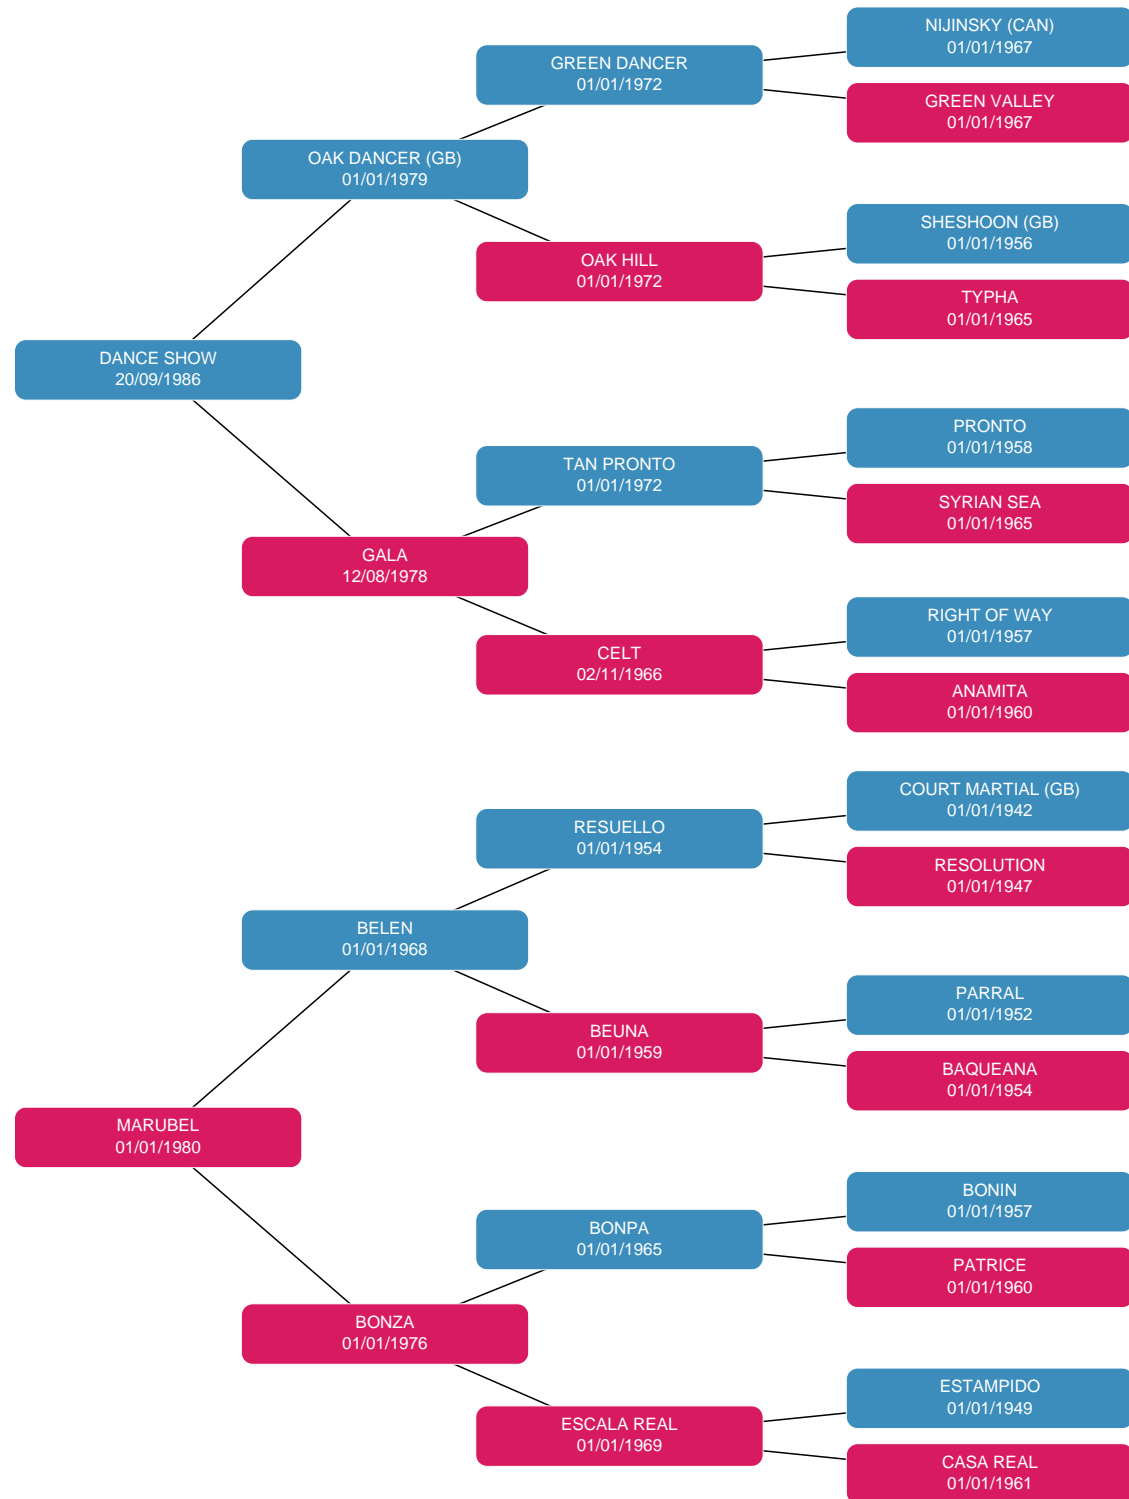 NIJINSKY (CAN)
01/01/1967
GREEN DANCER
01/01/1972
GREEN VALLEY
01/01/1967
OAK DANCER (GB)
01/01/1979
SHESHOON (GB)
01/01/1956
OAK HILL
01/01/1972
TYPHA
01/01/1965
DANCE SHOW
20/09/1986
PRONTO
01/01/1958
TAN PRONTO
01/01/1972
SYRIAN SEA
01/01/1965
GALA
12/08/1978
RIGHT OF WAY
01/01/1957
CELT
02/11/1966
ANAMITA
01/01/1960
COURT MARTIAL (GB)
01/01/1942
RESUELLO
01/01/1954
RESOLUTION
01/01/1947
BELEN
01/01/1968
PARRAL
01/01/1952
BEUNA
01/01/1959
BAQUEANA
01/01/1954
MARUBEL
01/01/1980
BONIN
01/01/1957
BONPA
01/01/1965
PATRICE
01/01/1960
BONZA
01/01/1976
ESTAMPIDO
01/01/1949
ESCALA REAL
01/01/1969
CASA REAL
01/01/1961